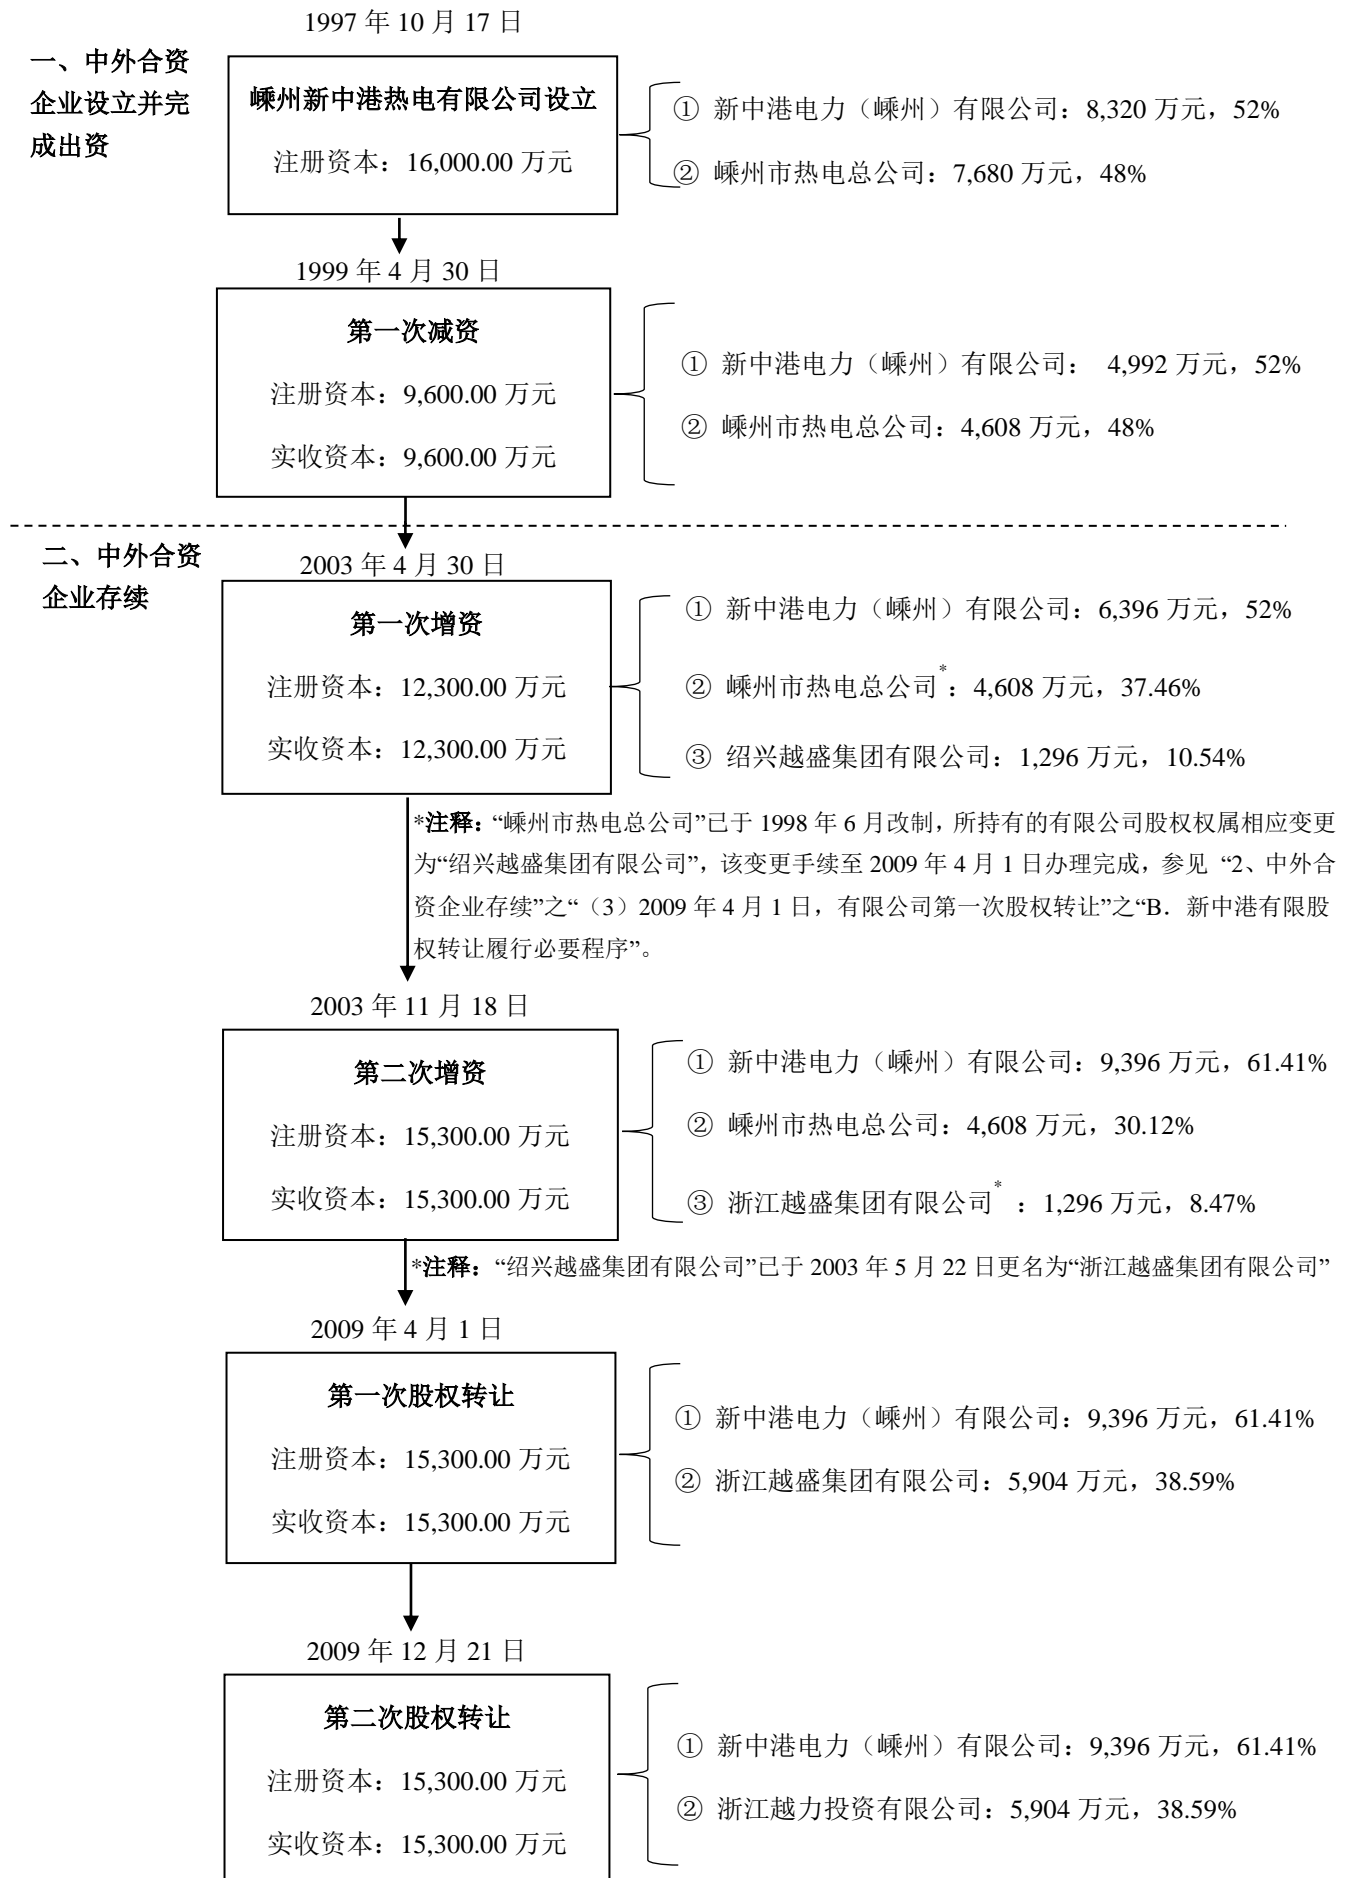 1997 年 10 月 17 日
一、中外合资
企业设立并完
成出资
嵊州新中港热电有限公司设立
注册资本：16,000.00 万元
① 新中港电力（嵊州）有限公司：8,320 万元，52%
② 嵊州市热电总公司：7,680 万元，48%
1999 年 4 月 30 日
第一次减资
注册资本：9,600.00 万元
实收资本：9,600.00 万元
① 新中港电力（嵊州）有限公司： 4,992 万元，52%
② 嵊州市热电总公司：4,608 万元，48%
二、中外合资
企业存续
2003 年 4 月 30 日
第一次增资
注册资本：12,300.00 万元
实收资本：12,300.00 万元
① 新中港电力（嵊州）有限公司：6,396 万元，52%
② 嵊州市热电总公司*：4,608 万元，37.46%
③ 绍兴越盛集团有限公司：1,296 万元，10.54%
*注释：“嵊州市热电总公司”已于 1998 年 6 月改制，所持有的有限公司股权权属相应变更
为“绍兴越盛集团有限公司”，该变更手续至 2009 年 4 月 1 日办理完成，参见 “2、中外合
资企业存续”之“（3）2009 年 4 月 1 日，有限公司第一次股权转让”之“B．新中港有限股
权转让履行必要程序”。
2003 年 11 月 18 日
第二次增资
注册资本：15,300.00 万元
实收资本：15,300.00 万元
① 新中港电力（嵊州）有限公司：9,396 万元，61.41%
② 嵊州市热电总公司：4,608 万元，30.12%
③ 浙江越盛集团有限公司* ：1,296 万元，8.47%
*注释：“绍兴越盛集团有限公司”已于 2003 年 5 月 22 日更名为“浙江越盛集团有限公司”
2009 年 4 月 1 日
第一次股权转让
注册资本：15,300.00 万元
实收资本：15,300.00 万元
① 新中港电力（嵊州）有限公司：9,396 万元，61.41%
② 浙江越盛集团有限公司：5,904 万元，38.59%
2009 年 12 月 21 日
第二次股权转让
注册资本：15,300.00 万元
实收资本：15,300.00 万元
① 新中港电力（嵊州）有限公司：9,396 万元，61.41%
② 浙江越力投资有限公司：5,904 万元，38.59%